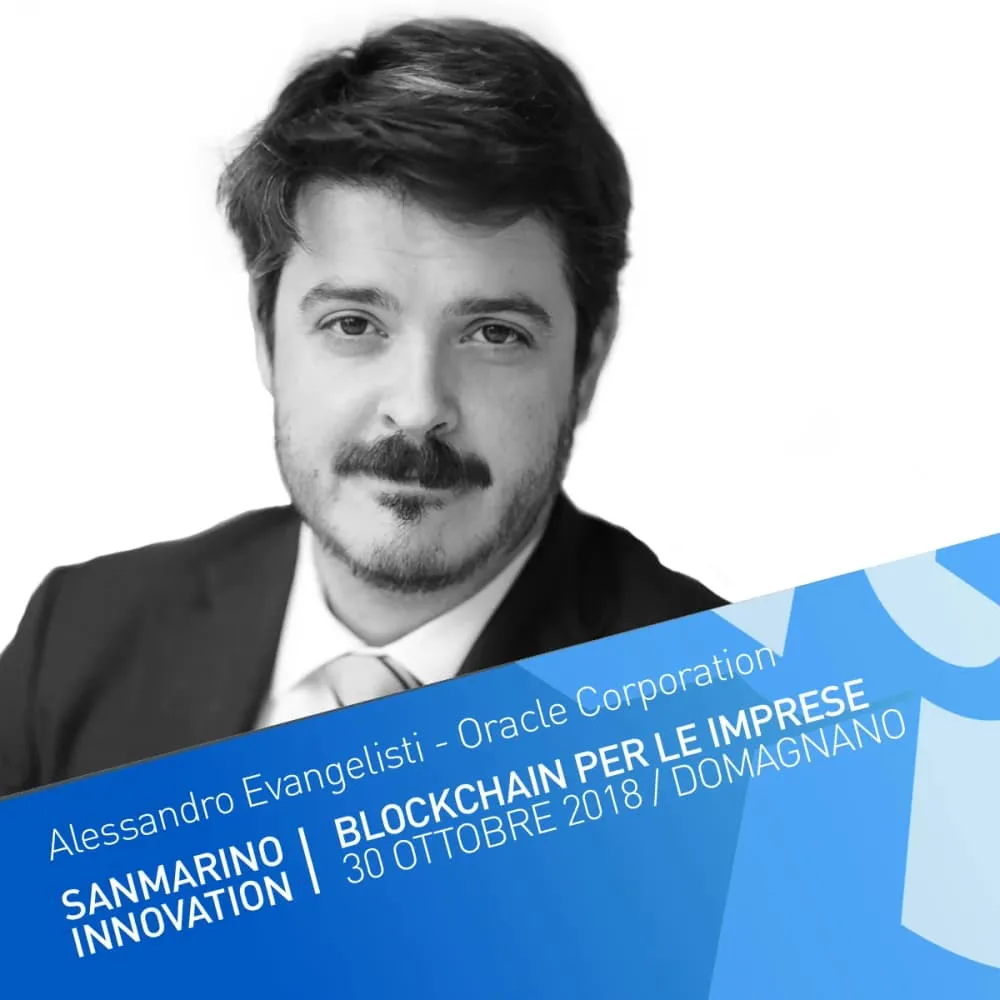 Alessandro Evangelisti - Oracle Corporation
SANMARINO
INNOVATION
BLOCKCHAIN PER LE IMPRESE
30 OTTOBRE 2018 / DOMAGNANO